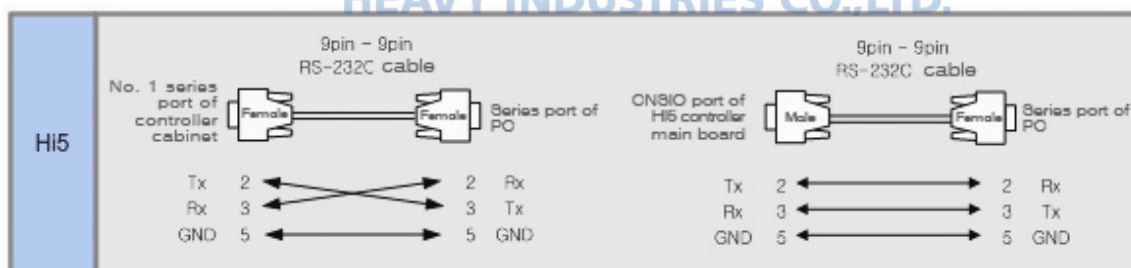 HEAVY INDUSTRIES CO.,LTD.
Hi5
9pin - 9pin
RS-232C cable
No. 1 series
port of
controller
cabinet
Female
Female
Series port of
PC
Tx 2 2 Rx
Rx 3 3 Tx
GND 5 5 GND
9pin - 9pin
RS-232C cable
CNSIO port of
Hi5 controller
main board
Male
Female
Series port of
PC
Tx 2 2 Rx
Rx 3 3 Tx
GND 5 5 GND